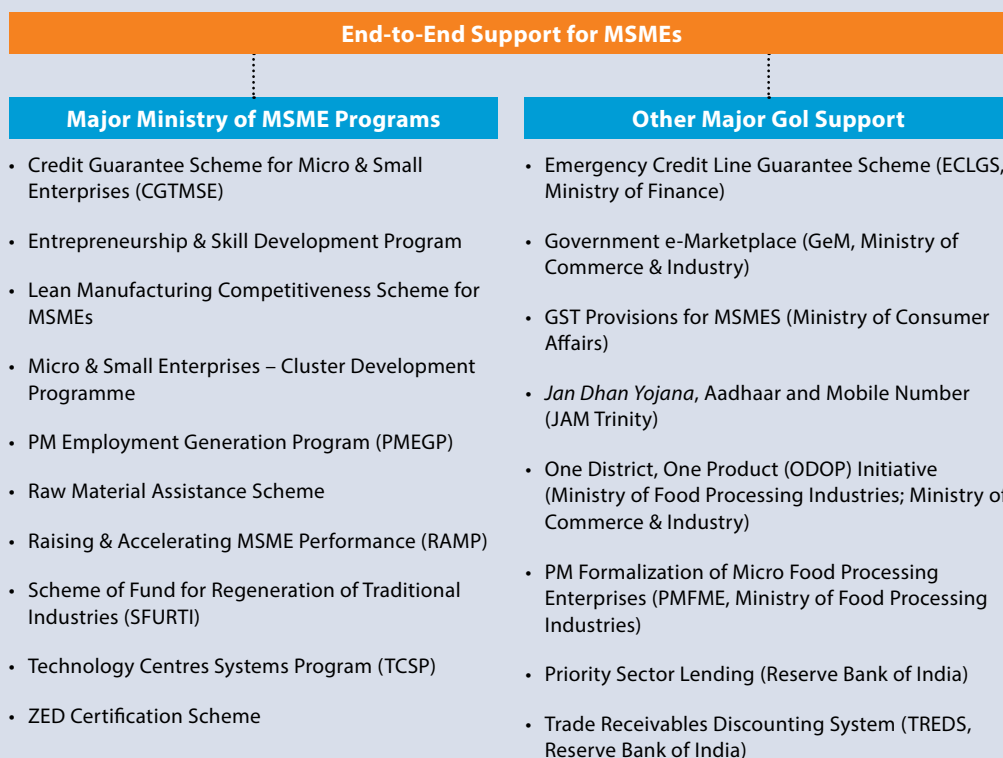 End-to-End Support for MSMEs
Major Ministry of MSME Programs
• Credit Guarantee Scheme for Micro & Small
Enterprises (CGTMSE)
• Entrepreneurship & Skill Development Program
• Lean Manufacturing Competitiveness Scheme for
MSMEs
• Micro & Small Enterprises – Cluster Development
Programme
• PM Employment Generation Program (PMEGP)
• Raw Material Assistance Scheme
• Raising & Accelerating MSME Performance (RAMP)
• Scheme of Fund for Regeneration of Traditional
Industries (SFURTI)
• Technology Centres Systems Program (TCSP)
• ZED Certification Scheme
Other Major GoI Support
• Emergency Credit Line Guarantee Scheme (ECLGS,
Ministry of Finance)
• Government e-Marketplace (GeM, Ministry of
Commerce & Industry)
• GST Provisions for MSMES (Ministry of Consumer
Affairs)
• Jan Dhan Yojana, Aadhaar and Mobile Number
(JAM Trinity)
• One District, One Product (ODOP) Initiative
(Ministry of Food Processing Industries; Ministry of
Commerce & Industry)
• PM Formalization of Micro Food Processing
Enterprises (PMFME, Ministry of Food Processing
Industries)
• Priority Sector Lending (Reserve Bank of India)
• Trade Receivables Discounting System (TREDS,
Reserve Bank of India)